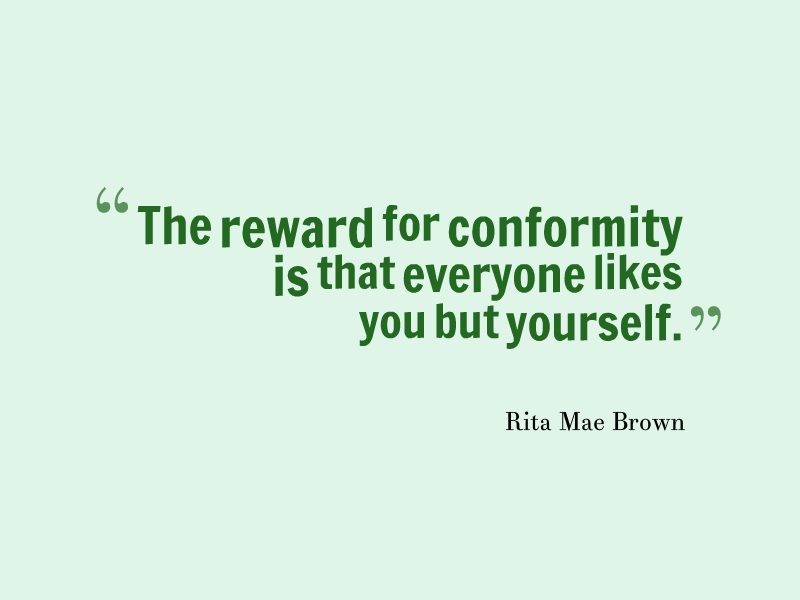 “The reward for conformity
is that everyone likes
you but yourself.”
Rita Mae Brown